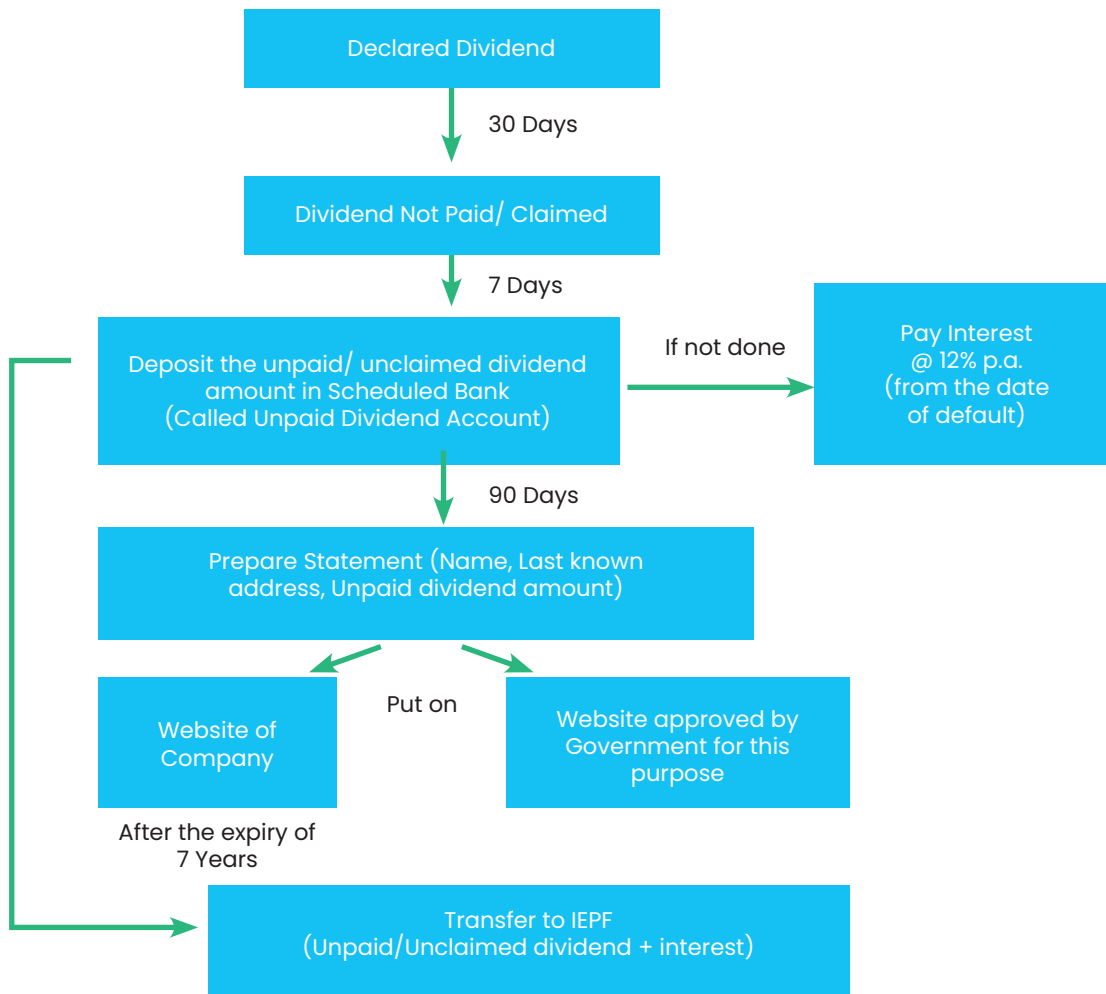 Declared Dividend
30 Days
Dividend Not Paid/ Claimed
7 Days
Deposit the unpaid/ unclaimed dividend
amount in Scheduled Bank
(Called Unpaid Dividend Account)
If not done
Pay Interest
@ 12% p.a.
(from the date
of default)
90 Days
Prepare Statement (Name, Last known
address, Unpaid dividend amount)
Put on
Website of
Company
Website approved by
Government for this
purpose
After the expiry of
7 Years
Transfer to IEPF
(Unpaid/Unclaimed dividend + interest)